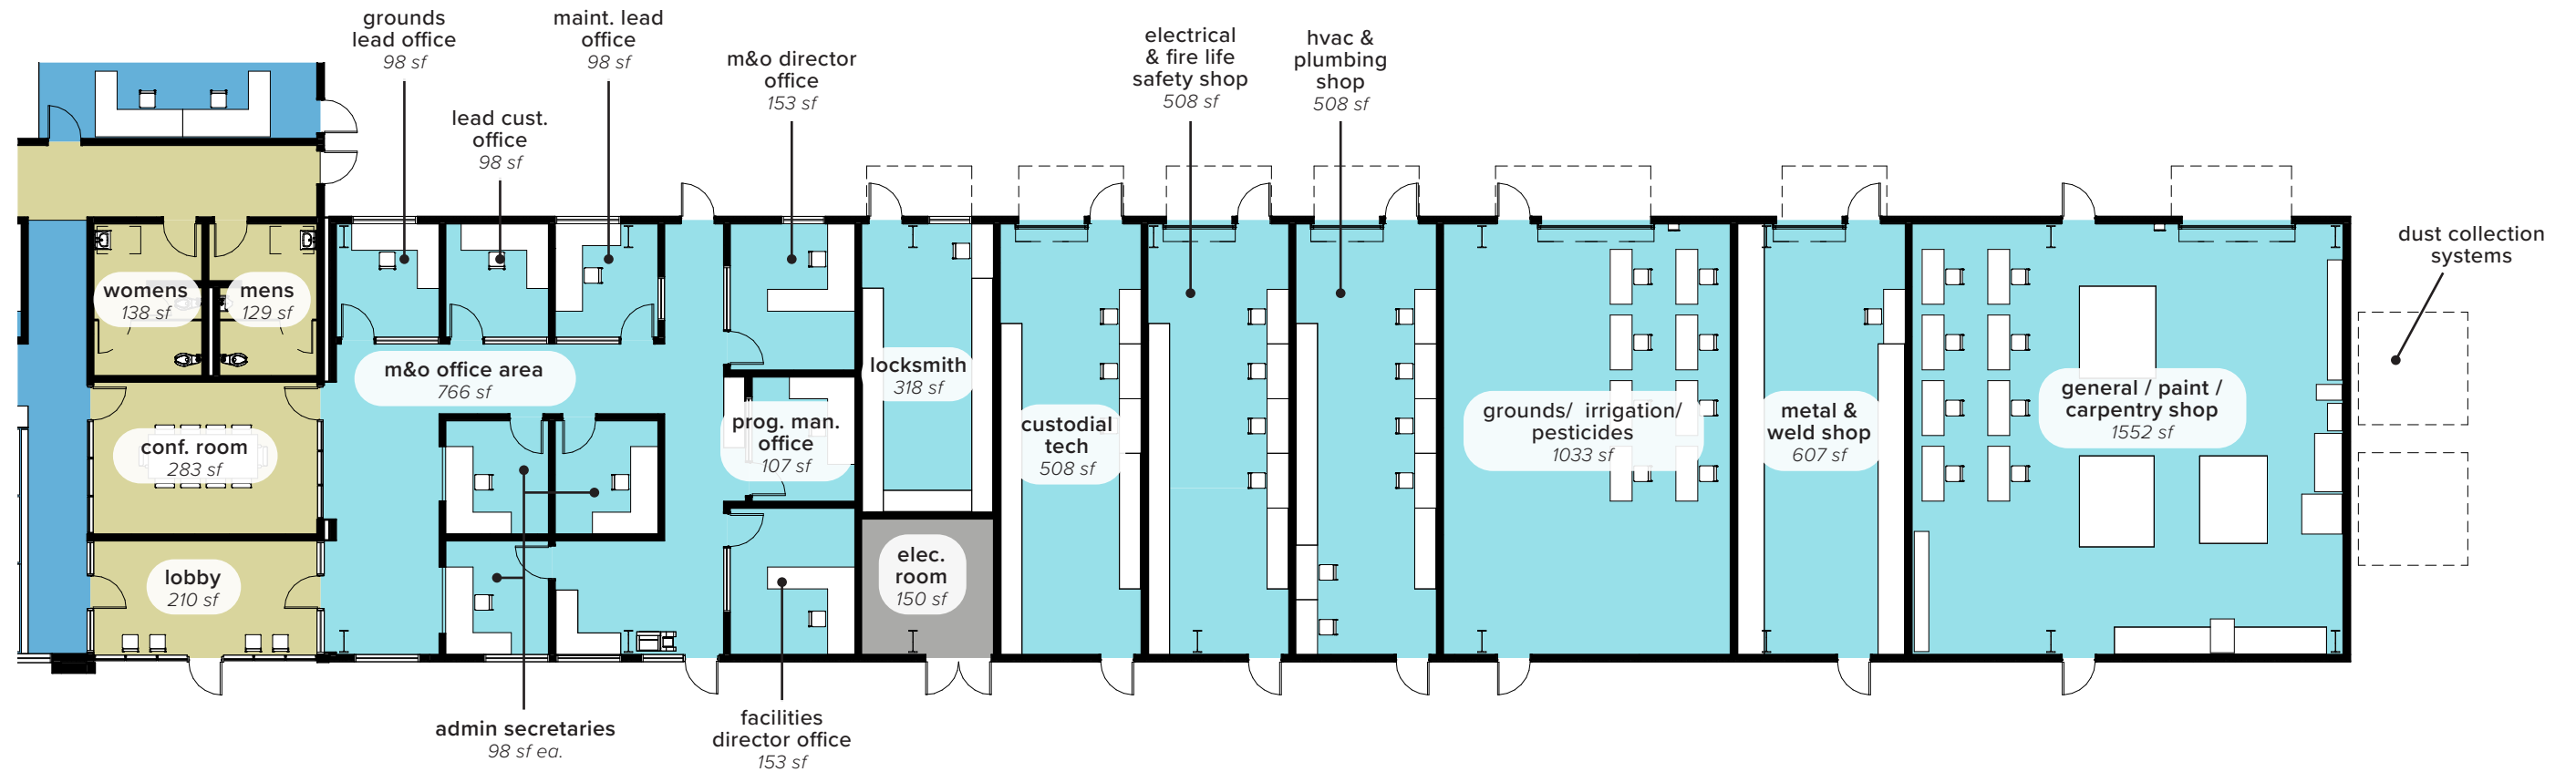 grounds
lead office
98 sf
maint. lead
office
98 sf
m&o director
office
153 sf
lead cust.
office
98 sf
electrical
& fire life
safety shop
508 sf
hvac &
plumbing
shop
508 sf
dust collection
systems
womens
138 sf
mens
129 sf
m&o office area
766 sf
conf. room
283 sf
lobby
210 sf
prog. man.
office
107 sf
locksmith
318 sf
elec.
room
150 sf
custodial
tech
508 sf
grounds/ irrigation/
pesticides
1033 sf
metal &
weld shop
607 sf
general / paint /
carpentry shop
1552 sf
admin secretaries
98 sf ea.
facilities
director office
153 sf